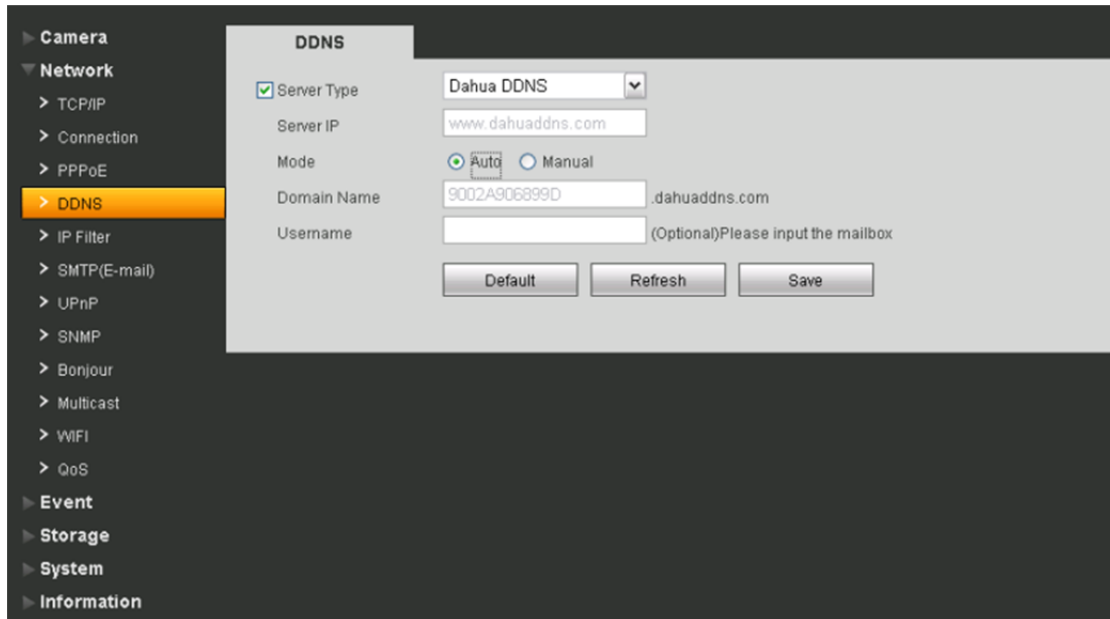 Camera
Network
TCP/IP
Connection
PPPoE
DDNS
IP Filter
SMTP(E-mail)
UPnP
SNMP
Bonjour
Multicast
WIFI
QoS
Event
Storage
System
Information
DDNS
Server Type Dahua DDNS
Server IP www.dahuaddns.com
Mode Auto Manual
Domain Name 9002A906899D .dahuaddns.com
Username (Optional)Please input the mailbox
Default Refresh Save